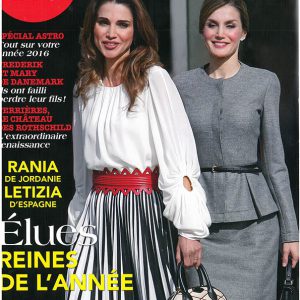 SPÉCIAL ASTRO
Tout sur votre
année 2016
FREDERIK
ET MARY
DE DANEMARK
Ils ont failli
perdre leur fils !
FERRIÈRES,
LE CHÂTEAU
DES ROTHSCHILD
L'extraordinaire
renaissance
RANIA
DE JORDANIE
LETIZIA
D'ESPAGNE
Élues
REINES
DE L'ANNÉE